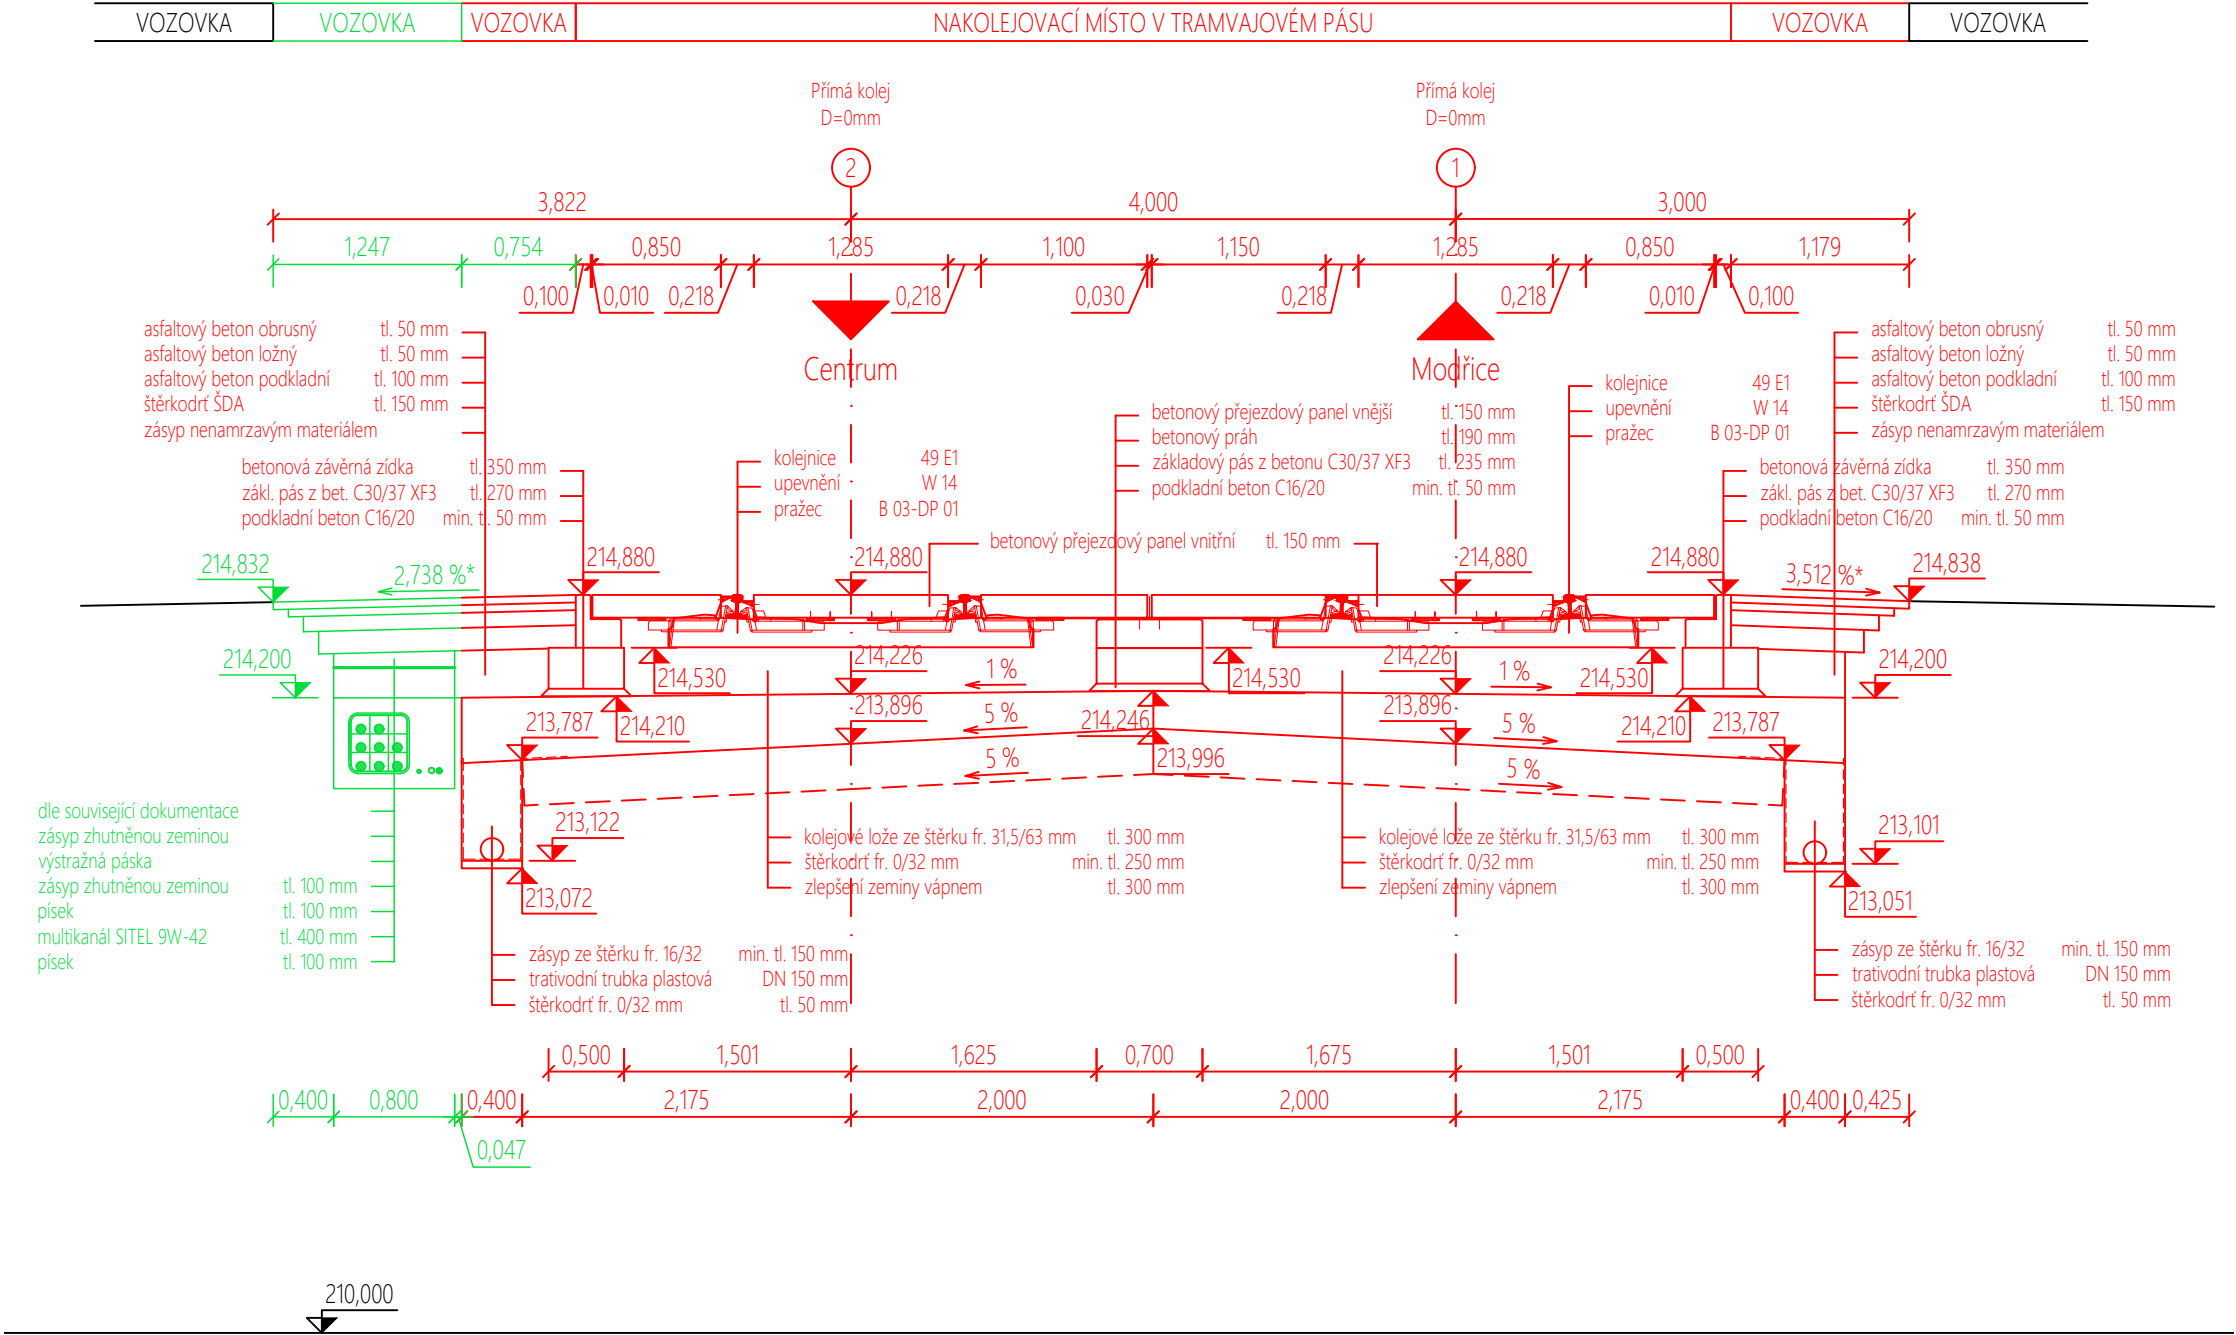 VOZOVKA VOZOVKA VOZOVKA NAKOLEJOVACÍ MÍSTO V TRAMVAJOVÉM PÁSU VOZOVKA VOZOVKA
Přímá kolej Přímá kolej
D=0mm D=0mm
2 1
3,822 4,000 3,000
1,247 0,754 0,850 1,285 1,100 1,150 1,285 0,850 1,179
0,100 0,010 0,218 0,218 0,030 0,218 0,218 0,010 0,100
Centrum Modřice
asfaltový beton obrusný tl. 50 mm
asfaltový beton ložný tl. 50 mm
asfaltový beton podkladní tl. 100 mm
štěrkodrť ŠDA tl. 150 mm
zásyp nenamrzavým materiálem
betonová závěrná zídka tl. 350 mm
zákl. pás z bet. C30/37 XF3 tl. 270 mm
podkladní beton C16/20 min. tl. 50 mm
kolejnice 49 E1
upevnění W 14
pražec B 03-DP 01
betonový přejezdový panel vnější tl. 150 mm
betonový práh tl. 190 mm
základový pás z betonu C30/37 XF3 tl. 235 mm
podkladní beton C16/20 min. tl. 50 mm
betonový přejezdový panel vnitřní tl. 150 mm
kolejnice 49 E1
upevnění W 14
pražec B 03-DP 01
asfaltový beton obrusný tl. 50 mm
asfaltový beton ložný tl. 50 mm
asfaltový beton podkladní tl. 100 mm
štěrkodrť ŠDA tl. 150 mm
zásyp nenamrzavým materiálem
betonová závěrná zídka tl. 350 mm
zákl. pás z bet. C30/37 XF3 tl. 270 mm
podkladní beton C16/20 min. tl. 50 mm
214,832 2,738 %* 214,880 214,880 214,880 214,880 3,512 %* 214,838
214,200 214,530 214,226 1 % 214,530 214,226 1 % 214,530 214,200
213,787 214,210 213,896 5 % 214,246 213,896 5 % 214,210 213,787
5 % 213,996 5 %
213,122 213,101
213,072 213,051
dle související dokumentace
zásyp zhutněnou zeminou
výstražná páska
zásyp zhutněnou zeminou tl. 100 mm
písek tl. 100 mm
multikanál SITEL 9W-42 tl. 400 mm
písek tl. 100 mm
kolejové lože ze štěrku fr. 31,5/63 mm tl. 300 mm
štěrkodrť fr. 0/32 mm min. tl. 250 mm
zlepšení zeminy vápnem tl. 300 mm
kolejové lože ze štěrku fr. 31,5/63 mm tl. 300 mm
štěrkodrť fr. 0/32 mm min. tl. 250 mm
zlepšení zeminy vápnem tl. 300 mm
zásyp ze štěrku fr. 16/32 min. tl. 150 mm
trativodní trubka plastová DN 150 mm
štěrkodrť fr. 0/32 mm tl. 50 mm
zásyp ze štěrku fr. 16/32 min. tl. 150 mm
trativodní trubka plastová DN 150 mm
štěrkodrť fr. 0/32 mm tl. 50 mm
0,500 1,501 1,625 0,700 1,675 1,501 0,500
0,400 0,800 0,400 2,175 2,000 2,000 2,175 0,400 0,425
0,047
210,000